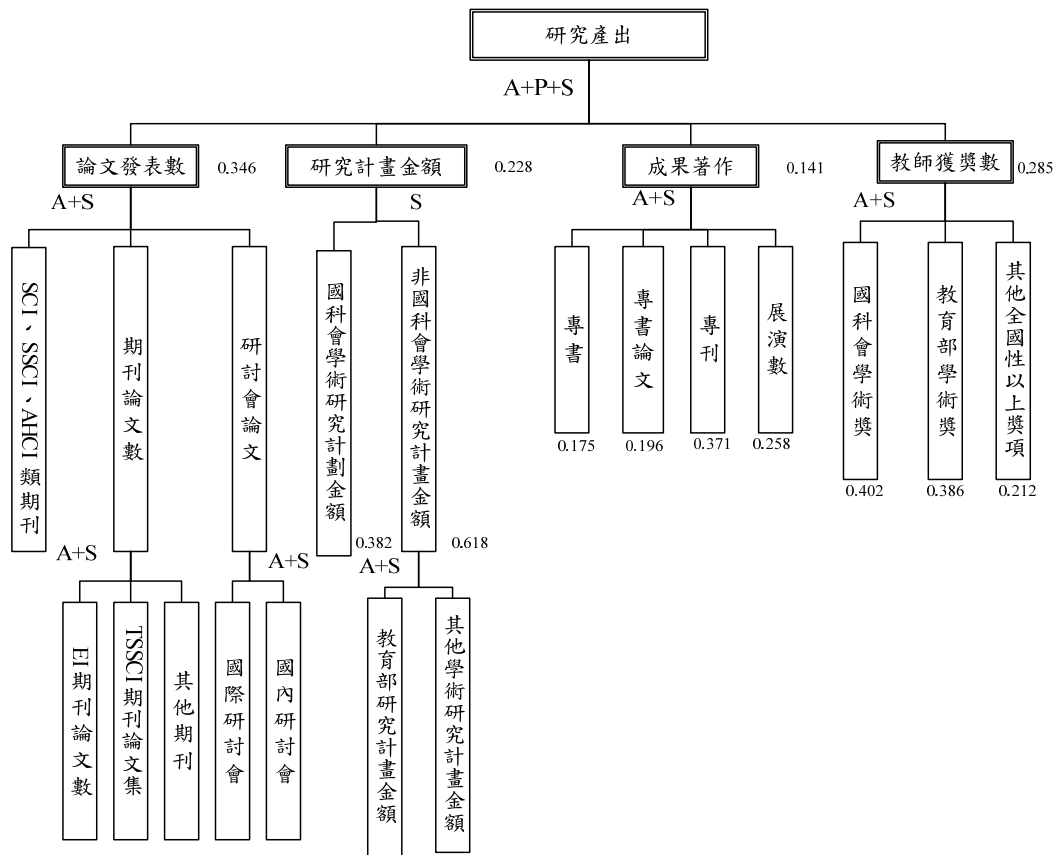 研究產出
A+P+S
論文發表數
0.346
研究計畫金額
0.228
成果著作
0.141
教師獲獎數
0.285
A+S
S
A+S
A+S
SCI、SSCI、AHCI類期刊
期刊論文數
研討會論文
國科會學術研究計劃金額
非國科會學術研究計畫金額
專書
專書論文
專刊
展演數
國科會學術獎
教育部學術獎
其他全國性以上獎項
0.175
0.196
0.371
0.258
0.402
0.386
0.212
0.382
0.618
A+S
A+S
A+S
EI期刊論文數
TSSCI期刊論文集
其他期刊
國際研討會
國內研討會
教育部研究計畫金額
其他學術研究計畫金額